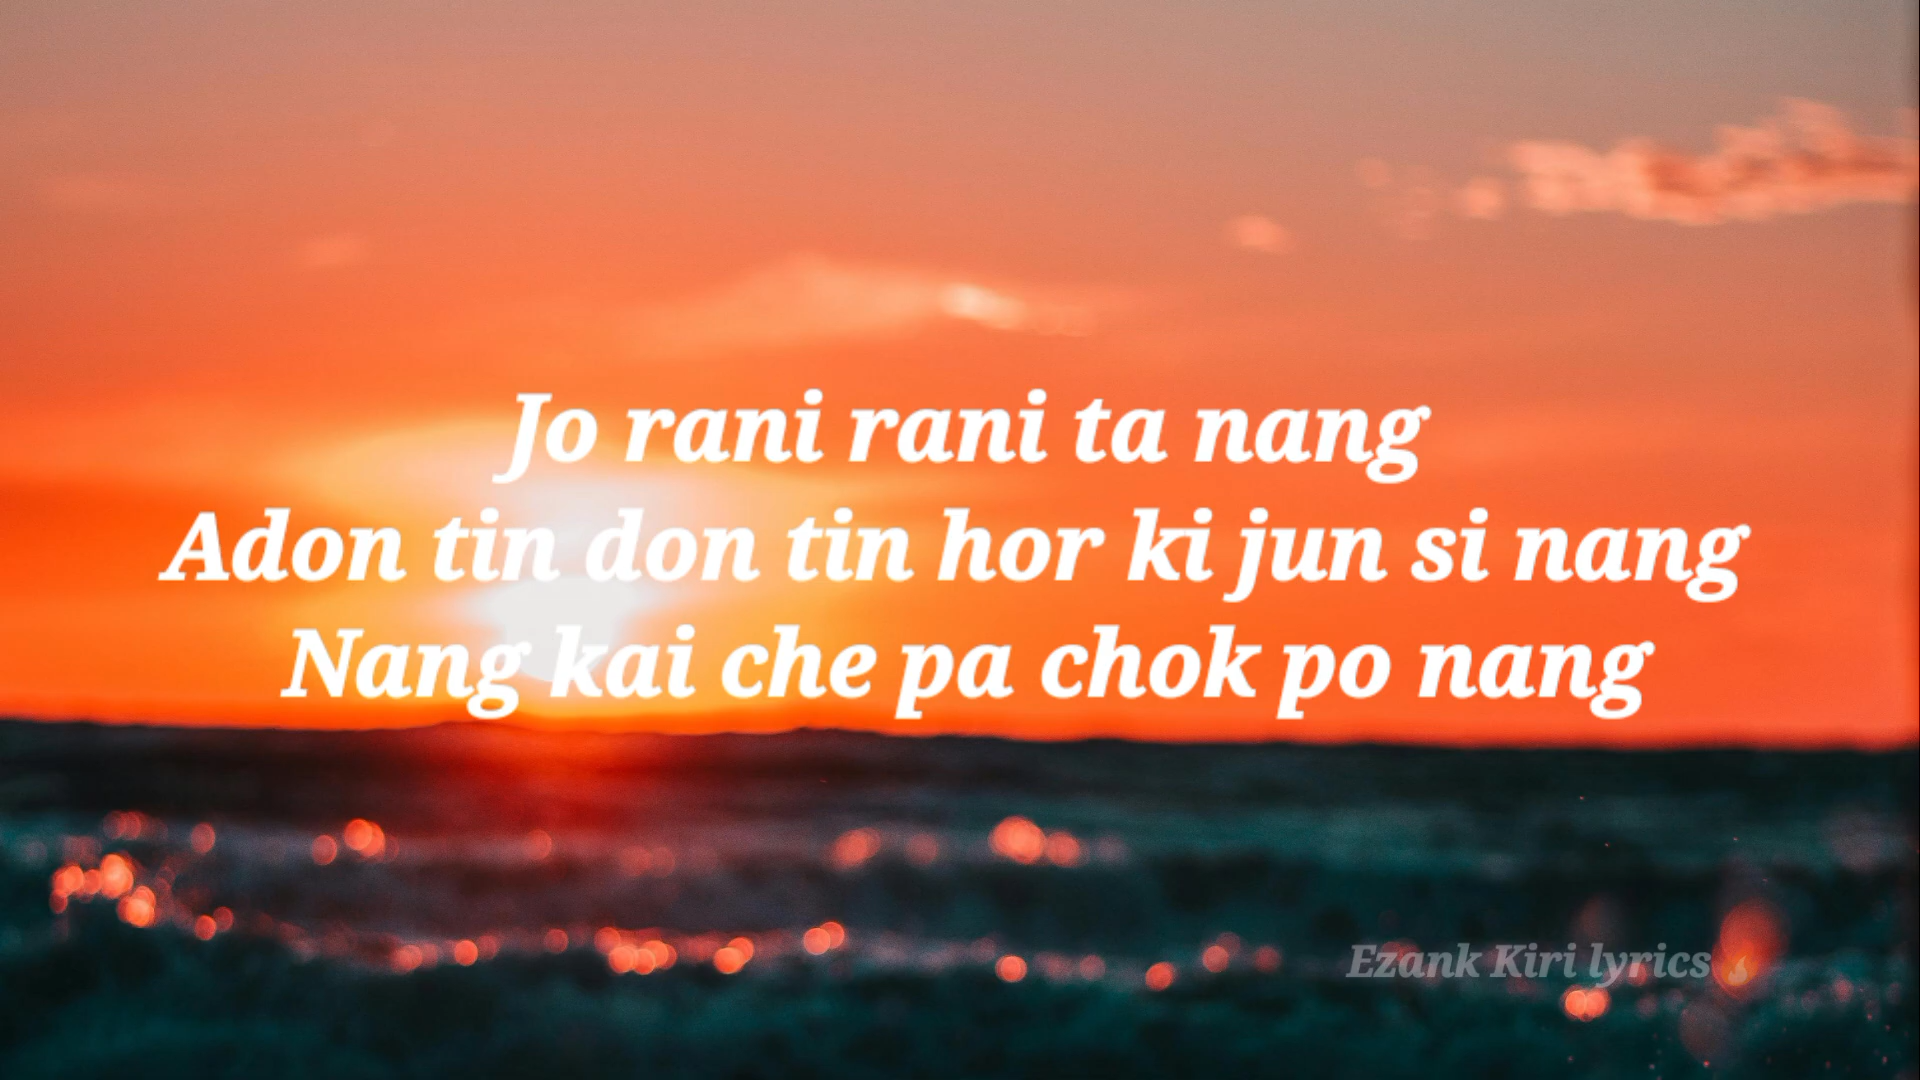 Jo rani rani ta nang
Adon tin don tin hor ki jun si nang
Nang kai che pa chok po nang
Ezank Kiri lyrics